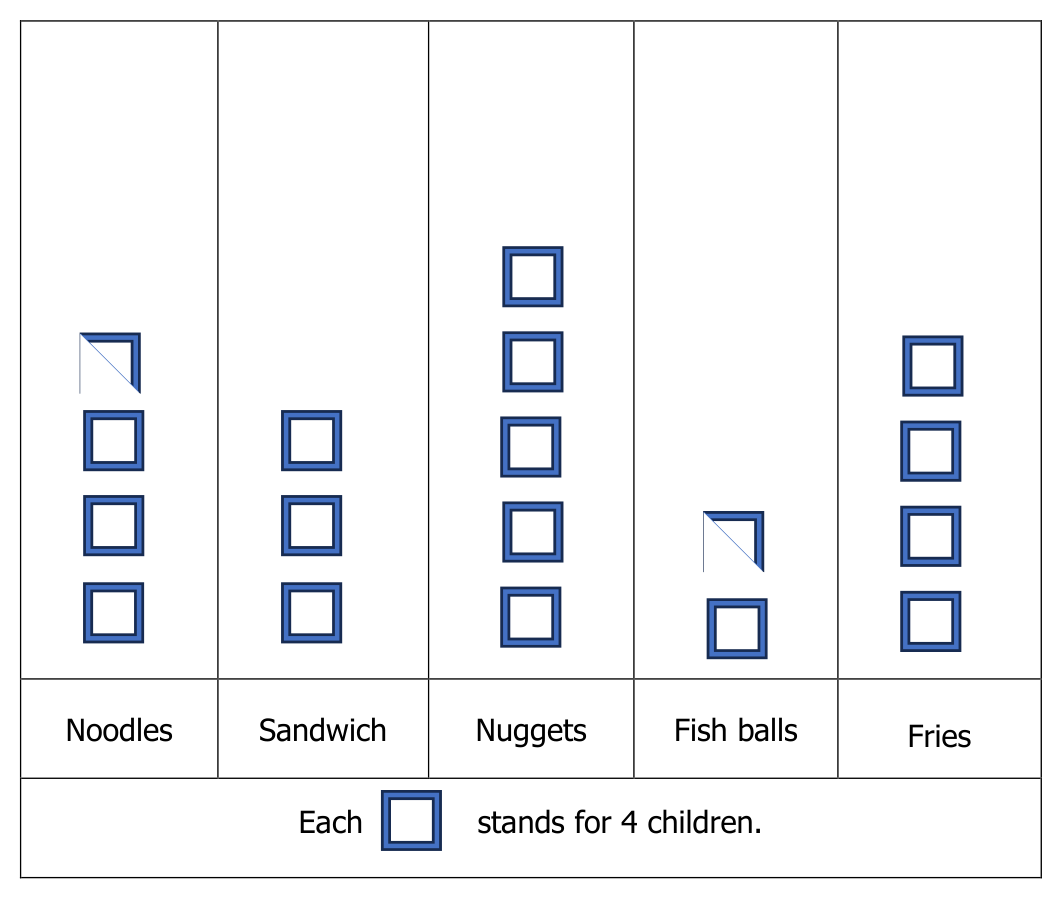 Noodles
Sandwich
Nuggets
Fish balls
Fries
Each stands for 4 children.